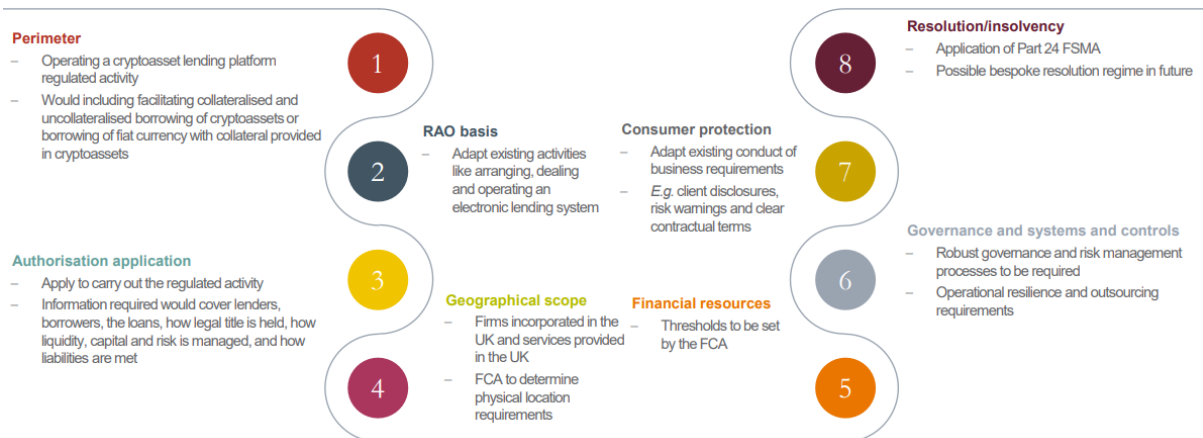 Perimeter
– Operating a cryptoasset lending platform
regulated activity
– Would including facilitating collateralised and
uncollateralised borrowing of cryptoassets or
borrowing of fiat currency with collateral provided
in cryptoassets
1
2
RAO basis
– Adapt existing activities
like arranging, dealing
and operating an
electronic lending system
Authorisation application
– Apply to carry out the regulated activity
– Information required would cover lenders,
borrowers, the loans, how legal title is held, how
liquidity, capital and risk is managed, and how
liabilities are met
3
4
Geographical scope
– Firms incorporated in the
UK and services provided
in the UK
– FCA to determine
physical location
requirements
Financial resources
– Thresholds to be set
by the FCA
5
6
Governance and systems and controls
– Robust governance and risk management
processes to be required
– Operational resilience and outsourcing
requirements
Consumer protection
– Adapt existing conduct of
business requirements
– E.g. client disclosures,
risk warnings and clear
contractual terms
7
8
Resolution/insolvency
– Application of Part 24 FSMA
– Possible bespoke resolution regime in future